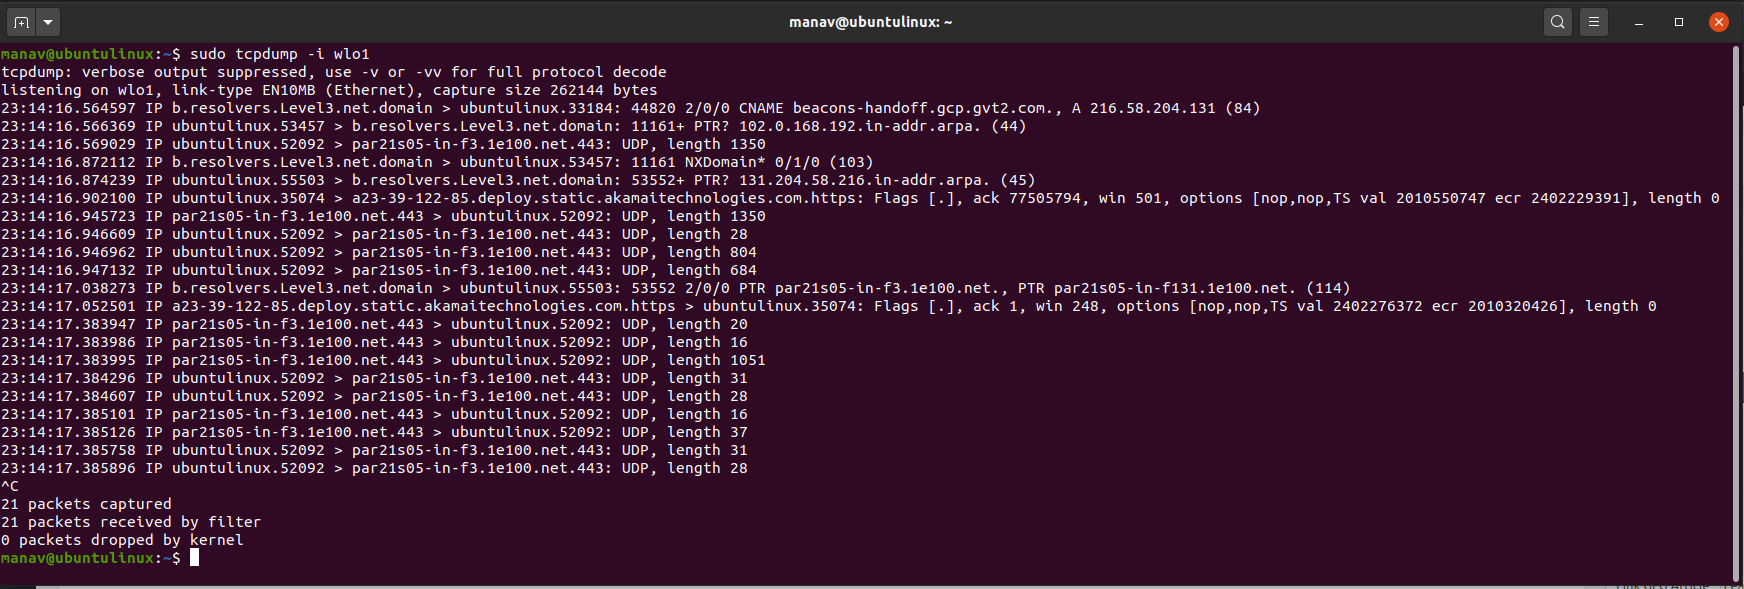 manav@ubuntulinux: ~
manav@ubuntulinux:~$ sudo tcpdump -i wlo1
tcpdump: verbose output suppressed, use -v or -vv for full protocol decode
listening on wlo1, link-type EN10MB (Ethernet), capture size 262144 bytes
23:14:16.564597 IP b.resolvers.Level3.net.domain > ubuntulinux.33184: 44820 2/0/0 CNAME beacons-handoff.gcp.gvt2.com., A 216.58.204.131 (84)
23:14:16.566369 IP ubuntulinux.53457 > b.resolvers.Level3.net.domain: 11161+ PTR? 102.0.168.192.in-addr.arpa. (44)
23:14:16.569029 IP ubuntulinux.52092 > par21s05-in-f3.1e100.net.443: UDP, length 1350
23:14:16.872112 IP b.resolvers.Level3.net.domain > ubuntulinux.53457: 11161 NXDomain* 0/1/0 (103)
23:14:16.874239 IP ubuntulinux.55503 > b.resolvers.Level3.net.domain: 53552+ PTR? 131.204.58.216.in-addr.arpa. (45)
23:14:16.902100 IP ubuntulinux.35074 > a23-39-122-85.deploy.static.akamaitechnologies.com.https: Flags [.], ack 77505794, win 501, options [nop,nop,TS val 2010550747 ecr 2402229391], length 0
23:14:16.945723 IP par21s05-in-f3.1e100.net.443 > ubuntulinux.52092: UDP, length 1350
23:14:16.946609 IP ubuntulinux.52092 > par21s05-in-f3.1e100.net.443: UDP, length 28
23:14:16.946962 IP ubuntulinux.52092 > par21s05-in-f3.1e100.net.443: UDP, length 804
23:14:16.947132 IP ubuntulinux.52092 > par21s05-in-f3.1e100.net.443: UDP, length 684
23:14:17.038273 IP b.resolvers.Level3.net.domain > ubuntulinux.55503: 53552 2/0/0 PTR par21s05-in-f3.1e100.net., PTR par21s05-in-f131.1e100.net. (114)
23:14:17.052501 IP a23-39-122-85.deploy.static.akamaitechnologies.com.https > ubuntulinux.35074: Flags [.], ack 1, win 248, options [nop,nop,TS val 2402276372 ecr 2010320426], length 0
23:14:17.383947 IP par21s05-in-f3.1e100.net.443 > ubuntulinux.52092: UDP, length 20
23:14:17.383986 IP par21s05-in-f3.1e100.net.443 > ubuntulinux.52092: UDP, length 16
23:14:17.383995 IP par21s05-in-f3.1e100.net.443 > ubuntulinux.52092: UDP, length 1051
23:14:17.384296 IP ubuntulinux.52092 > par21s05-in-f3.1e100.net.443: UDP, length 31
23:14:17.384607 IP ubuntulinux.52092 > par21s05-in-f3.1e100.net.443: UDP, length 28
23:14:17.385101 IP par21s05-in-f3.1e100.net.443 > ubuntulinux.52092: UDP, length 16
23:14:17.385126 IP par21s05-in-f3.1e100.net.443 > ubuntulinux.52092: UDP, length 37
23:14:17.385758 IP ubuntulinux.52092 > par21s05-in-f3.1e100.net.443: UDP, length 31
23:14:17.385896 IP ubuntulinux.52092 > par21s05-in-f3.1e100.net.443: UDP, length 28
^C
21 packets captured
21 packets received by filter
0 packets dropped by kernel
manav@ubuntulinux:~$